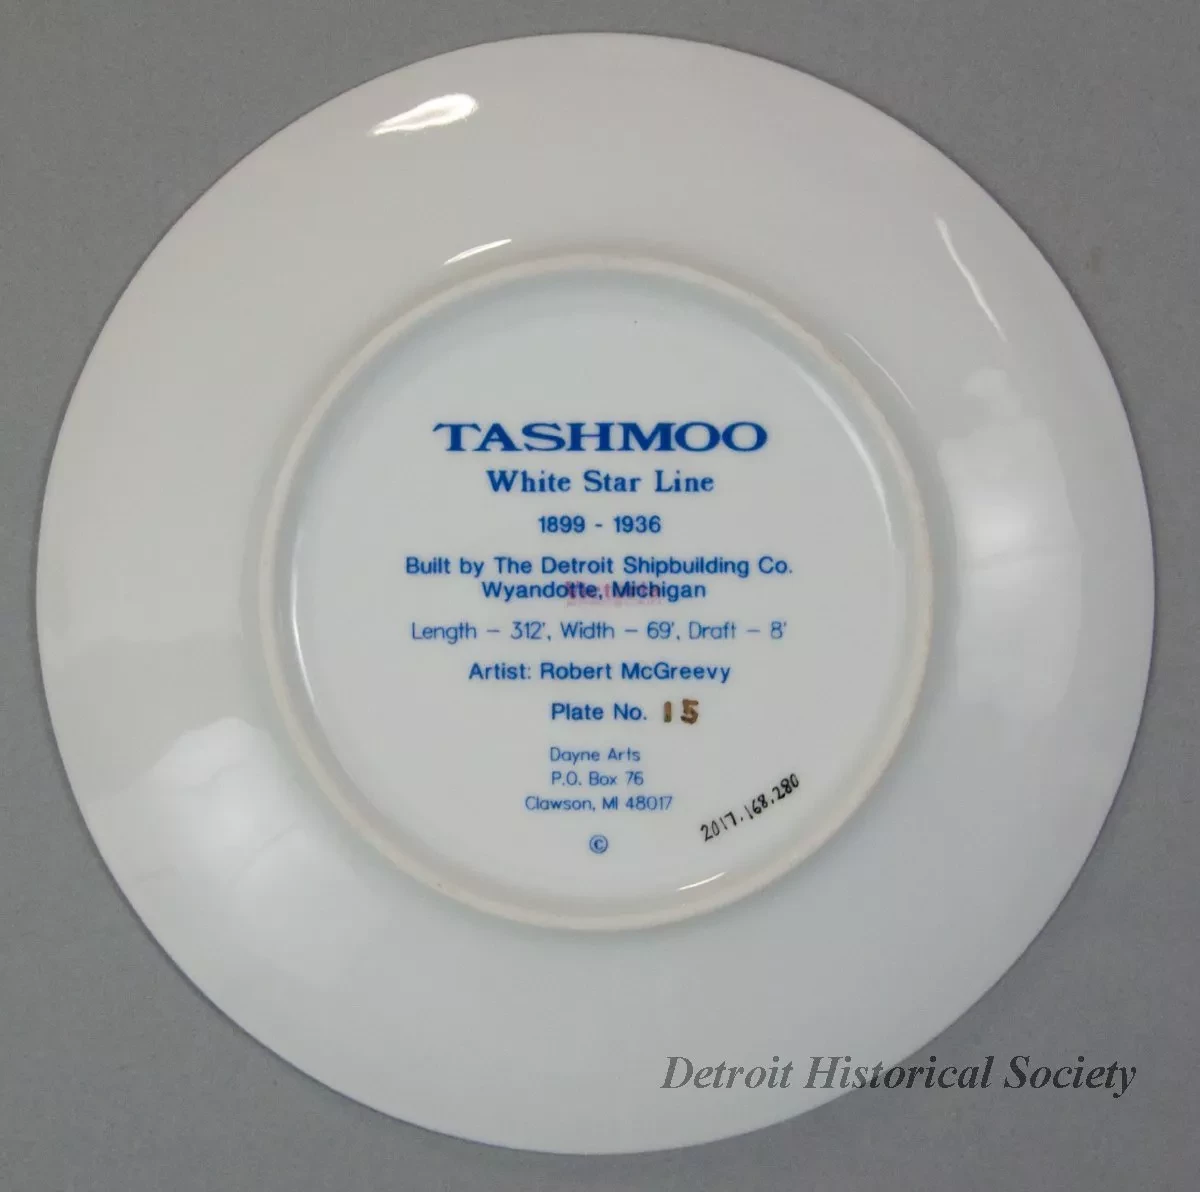 TASHMOO
White Star Line
1899 - 1936
Built by The Detroit Shipbuilding Co.
Wyandotte, Michigan
Length – 312', Width – 69', Draft – 8'
Artist: Robert McGreevy
Plate No. 15
Dayne Arts
P.O. Box 76
Clawson, MI 48017
©
2017.168.280
Detroit Historical Society